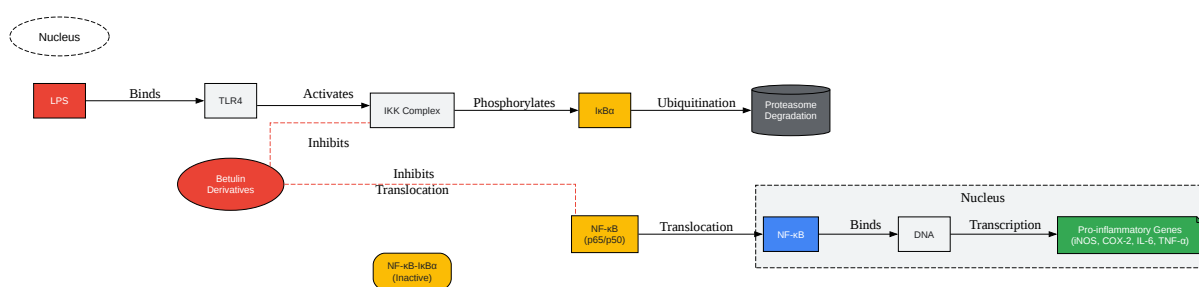 Nucleus
LPS
Binds
TLR4
Activates
IKK Complex
Phosphorylates
IκBα
Ubiquitination
Proteasome
Degradation
Inhibits
Betulin
Derivatives
Inhibits
Translocation
Nucleus
NF-κB
(p65/p50)
Translocation
NF-κB
Binds
DNA
Transcription
Pro-inflammatory Genes
(iNOS, COX-2, IL-6, TNF-α)
NF-κB-IκBα
(Inactive)